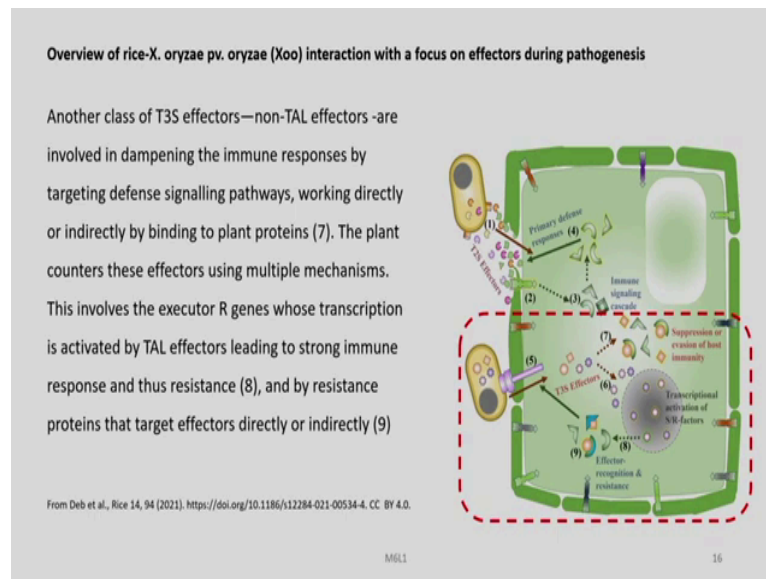 Overview of rice-X. oryzae pv. oryzae (Xoo) interaction with a focus on effectors during pathogenesis
Another class of T3S effectors—non-TAL effectors -are
involved in dampening the immune responses by
targeting defense signalling pathways, working directly
or indirectly by binding to plant proteins (7). The plant
counters these effectors using multiple mechanisms.
This involves the executor R genes whose transcription
is activated by TAL effectors leading to strong immune
response and thus resistance (8), and by resistance
proteins that target effectors directly or indirectly (9)
(1)
T2S Effectors
Primary defense
responses (4)
(2)
(3)
Immune
signaling
cascade
(5)
T3S Effectors
(7)
(6)
Suppression or
evasion of host
immunity
Transcriptional
activation of
S/R-factors
(8)
(9)
Effector-
recognition &
resistance
From Deb et al., Rice 14, 94 (2021). https://doi.org/10.1186/s12284-021-00534-4. CC BY 4.0.
M6L1
16